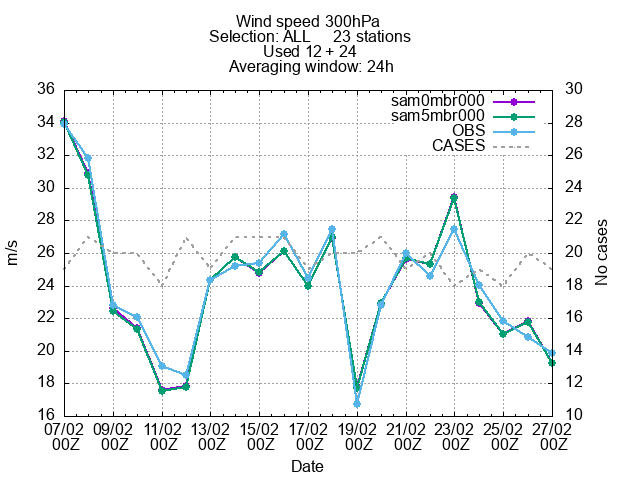 Wind speed 300hPa
Selection: ALL 23 stations
Used 12 + 24
Averaging window: 24h
sam0mbr000
sam5mbr000
OBS
CASES
m/s
36
34
32
30
28
26
24
22
20
18
16
No cases
30
28
26
24
22
20
18
16
14
12
10
07/02 09/02 11/02 13/02 15/02 17/02 19/02 21/02 23/02 25/02 27/02
00Z 00Z 00Z 00Z 00Z 00Z 00Z 00Z 00Z 00Z 00Z
Date